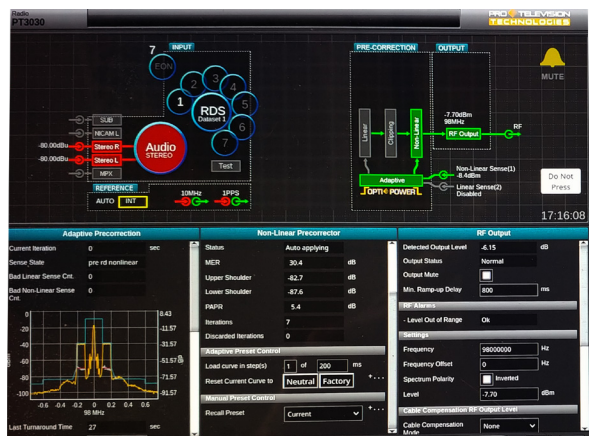 Radio
PT3030
PRO TELEVISION
TECHNOLOGIES
INPUT
7
EON
1
2
3
4
5
6
7
RDS
Dataset 1
SUB
NICAM L
-80.00dBu Stereo R
-80.00dBu Stereo L
MPX
Audio
STEREO
Test
REFERENCE
AUTO INT
10MHz
1PPS
PRE-CORRECTION
OUTPUT
Linear
Clipping
Non-Linear
-7.70dBm
98MHz
RF Output
RF
Adaptive
OPTI POWER
Non-Linear Sense(1)
-8.4dBm
Linear Sense(2)
Disabled
MUTE
Do Not
Press
17:16:08
Adaptive Precorrection
Current Iteration 0 sec
Sense State pre rd nonlinear
Bad Linear Sense Cnt. 0
Bad Non-Linear Sense 0
Cnt.
0 8.43
-20 -11.57
-40 -31.57
-60 -51.57
-80 -71.57
-100 -91.57
dB
-0.6 -0.4 -0.2 0.2 0.4 0.6
98 MHz
Last Turnaround Time 27 sec
Non-Linear Precorrector
Status Auto applying
MER 30.4 dB
Upper Shoulder -82.7 dB
Lower Shoulder -87.6 dB
PAPR 5.4 dB
Iterations 7
Discarded Iterations 0
Adaptive Preset Control
Load curve in step(s) 1 of 200 ms
Reset Current Curve to Neutral Factory +...
Manual Preset Control
Recall Preset Current +...
RF Output
Detected Output Level -6.15 dB
Output Status Normal
Output Mute
Min. Ramp-up Delay 800 ms
RF Alarms
- Level Out of Range Ok
Settings
Frequency 98000000 Hz
Frequency Offset 0 Hz
Spectrum Polarity Inverted
Level -7.70 dBm
Cable Compensation RF Output Level
Cable Compensation None
Mode